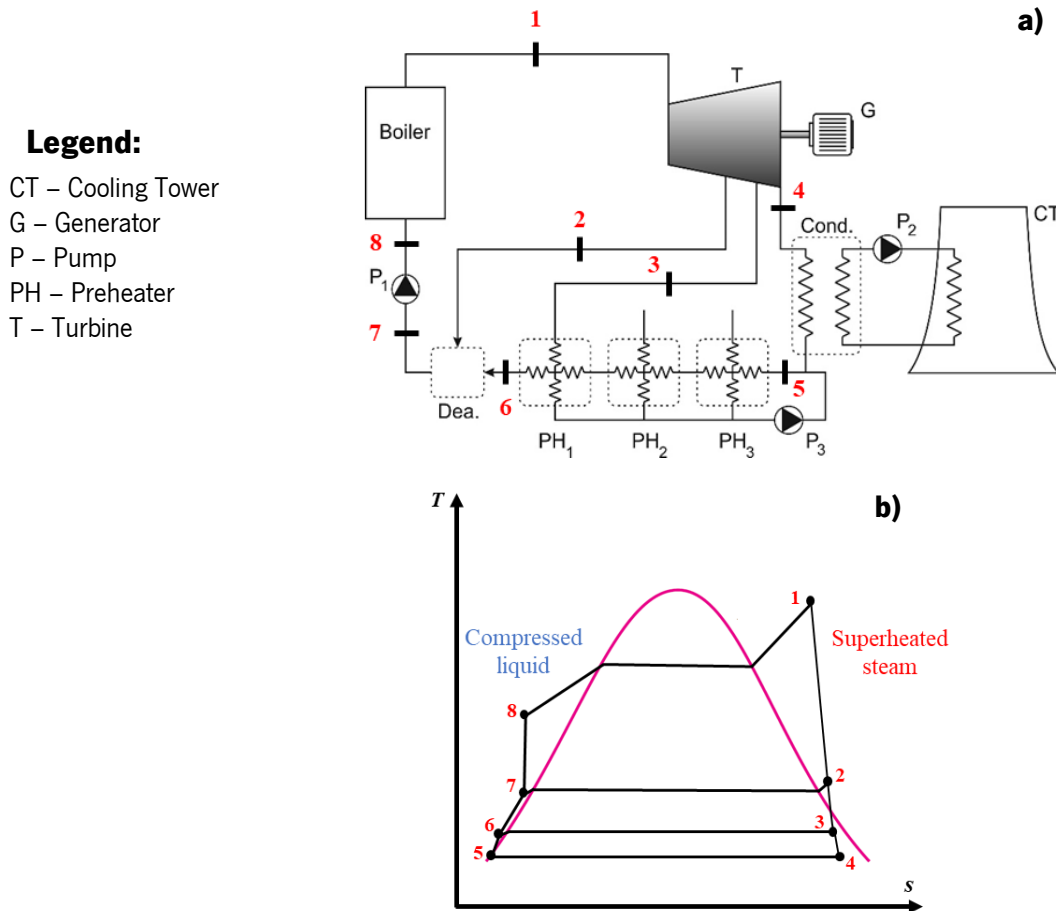 a)
1
T
Boiler
G
Legend:
CT – Cooling Tower
G – Generator
P – Pump
PH – Preheater
T – Turbine
4
2
Cond.
P2
CT
8
3
P1
7
6
5
Dea.
PH1
PH2
PH3
P3
T
b)
1
Compressed
liquid
Superheated
steam
8
2
7
6
3
5
4
s